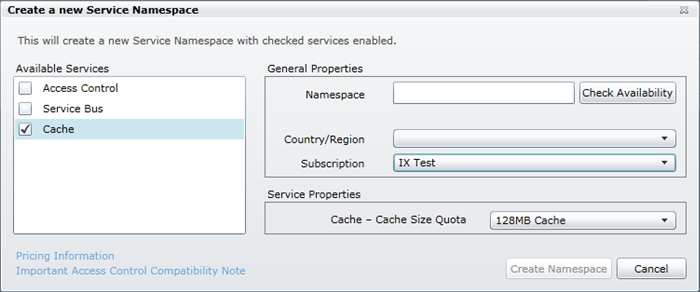 Create a new Service Namespace
This will create a new Service Namespace with checked services enabled.
Available Services
Access Control
Service Bus
Cache
General Properties
Namespace
Check Availability
Country/Region
Subscription
IX Test
Service Properties
Cache – Cache Size Quota
128MB Cache
Pricing Information
Important Access Control Compatibility Note
Create Namespace
Cancel